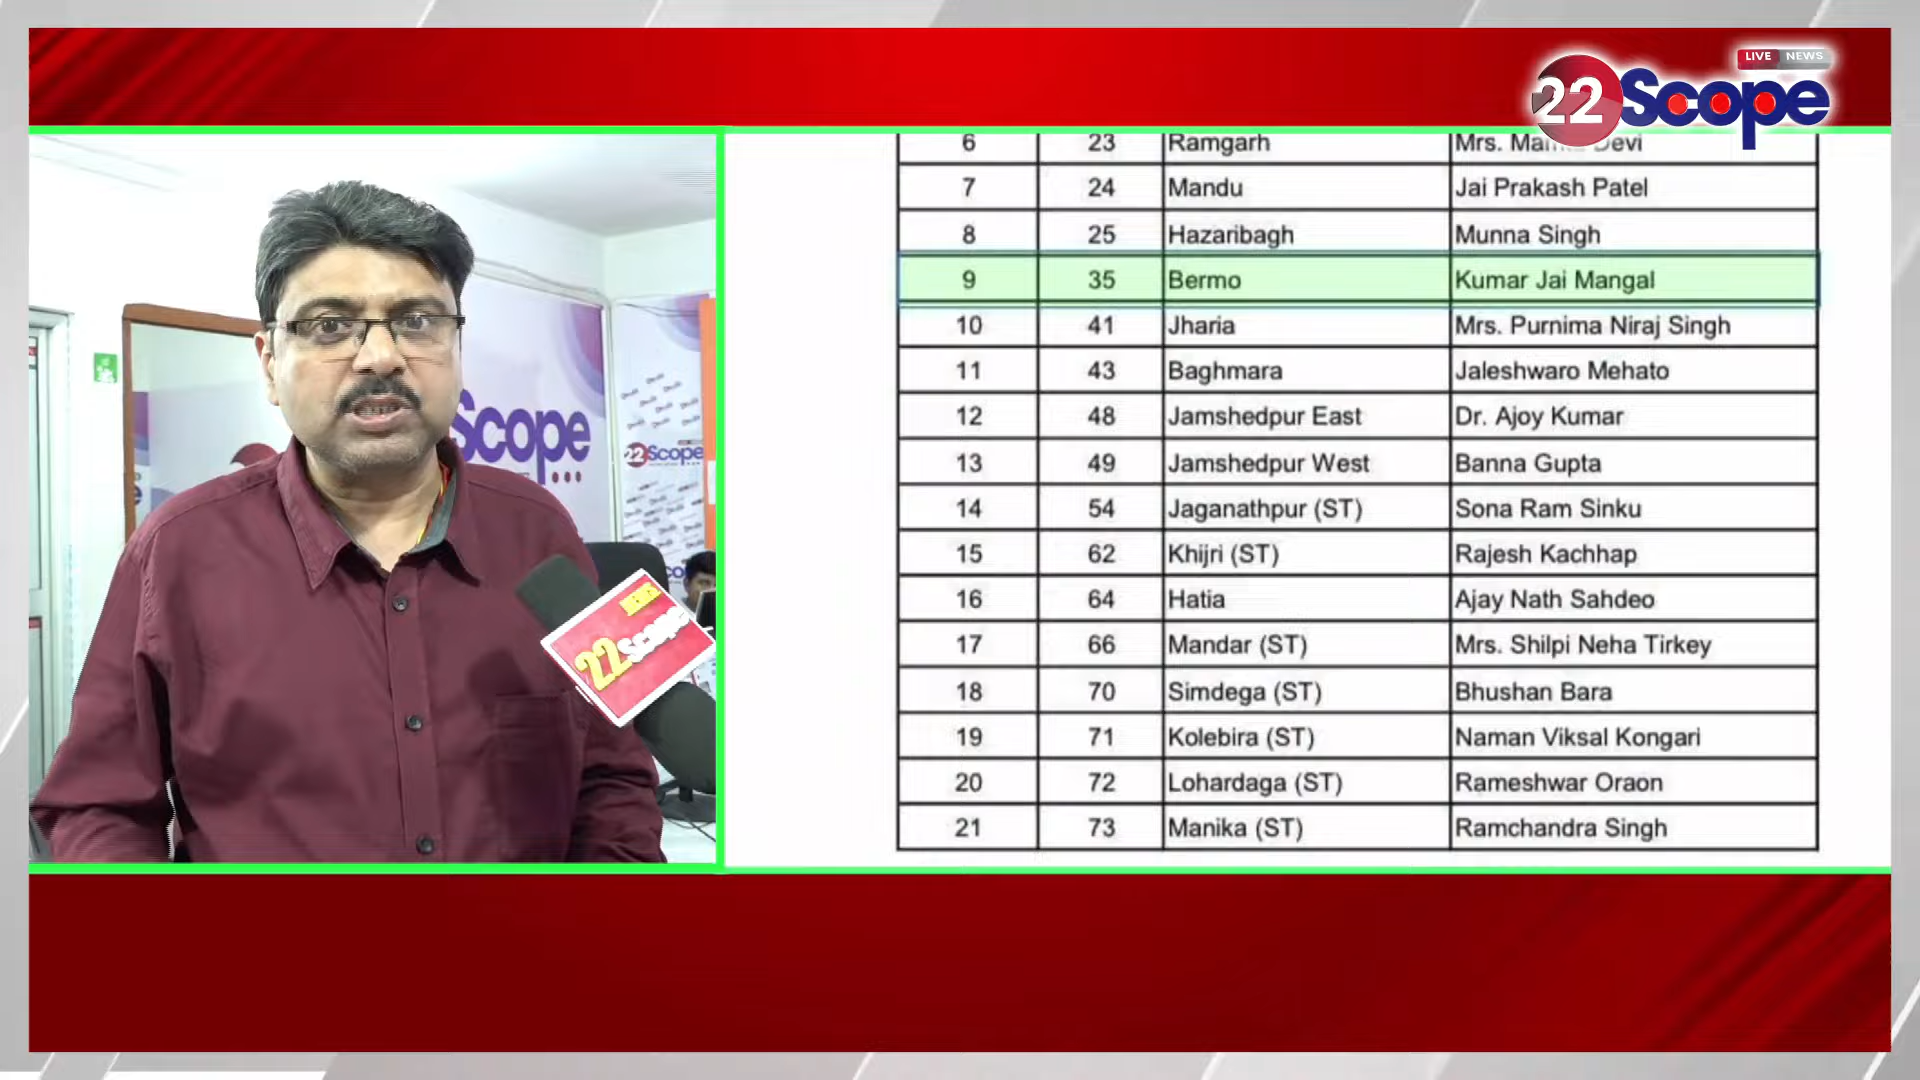 LIVE NEWS
22Scope
6 23 Ramgarh Mrs. Devi
7 24 Mandu Jai Prakash Patel
8 25 Hazaribagh Munna Singh
9 35 Bermo Kumar Jai Mangal
10 41 Jharia Mrs. Purnima Niraj Singh
11 43 Baghmara Jaleshwaro Mehato
12 48 Jamshedpur East Dr. Ajoy Kumar
13 49 Jamshedpur West Banna Gupta
14 54 Jaganathpur (ST) Sona Ram Sinku
15 62 Khijri (ST) Rajesh Kachhap
16 64 Hatia Ajay Nath Sahdeo
17 66 Mandar (ST) Mrs. Shilpi Neha Tirkey
18 70 Simdega (ST) Bhushan Bara
19 71 Kolebira (ST) Naman Viksal Kongari
20 72 Lohardaga (ST) Rameshwar Oraon
21 73 Manika (ST) Ramchandra Singh
Scope
22Scope
NEWS
22Scope